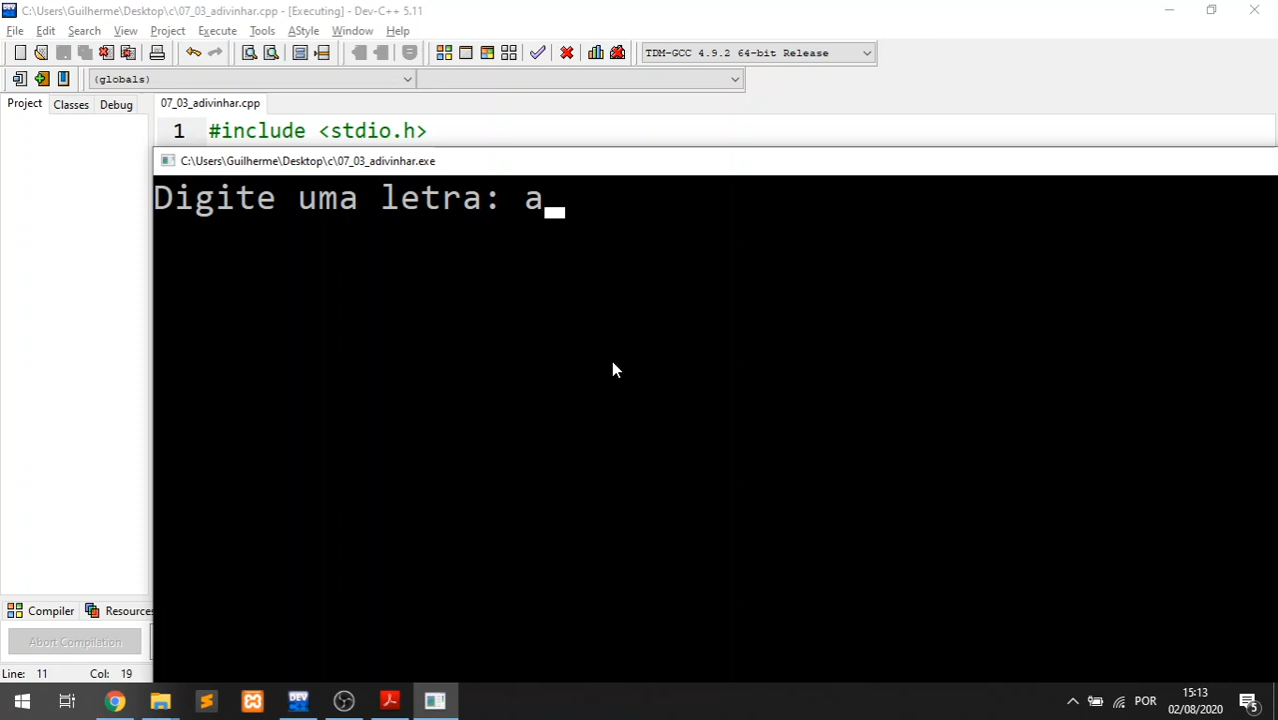 C:\Users\Guilherme\Desktop\c\07_03_adivinhar.cpp - [Executing] - Dev-C++ 5.11
File Edit Search View Project Execute Tools AStyle Window Help
TDM-GCC 4.9.2 64-bit Release
(globals)
Project Classes Debug 07_03_adivinhar.cpp
1 #include <stdio.h>
C:\Users\Guilherme\Desktop\c\07_03_adivinhar.exe
Digite uma letra: a
Compiler Resources
Abort Compilation
Line: 11 Col: 19
DEV
POR
15:13
02/08/2020
5